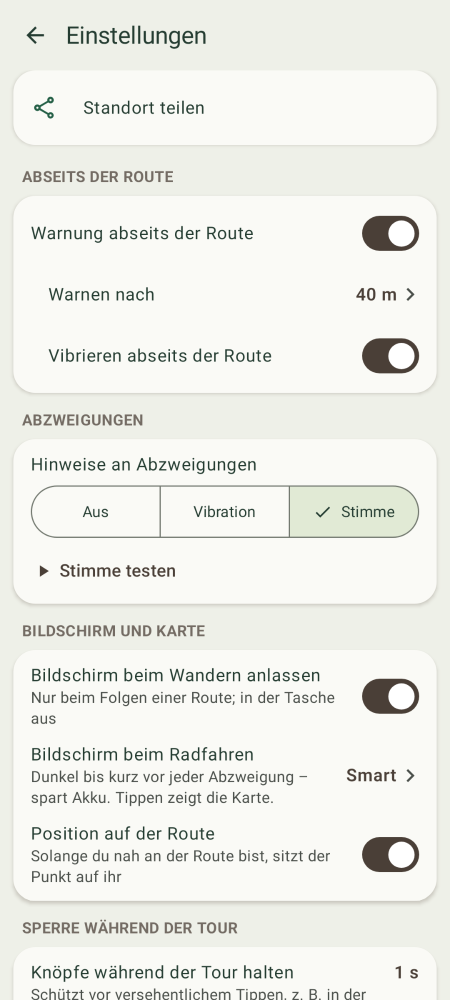 Einstellungen
Standort teilen
ABSEITS DER ROUTE
Warnung abseits der Route
Warnen nach
40 m
Vibrieren abseits der Route
ABZWEIGUNGEN
Hinweise an Abzweigungen
Aus
Vibration
Stimme
Stimme testen
BILDSCHIRM UND KARTE
Bildschirm beim Wandern anlassen
Nur beim Folgen einer Route; in der Tasche
aus
Bildschirm beim Radfahren
Dunkel bis kurz vor jeder Abzweigung –
spart Akku. Tippen zeigt die Karte.
Smart
Position auf der Route
Solange du nah an der Route bist, sitzt der
Punkt auf ihr
SPERRE WÄHREND DER TOUR
Knöpfe während der Tour halten
1 s
Schützt vor versehentlichem Tippen, z. B. in der